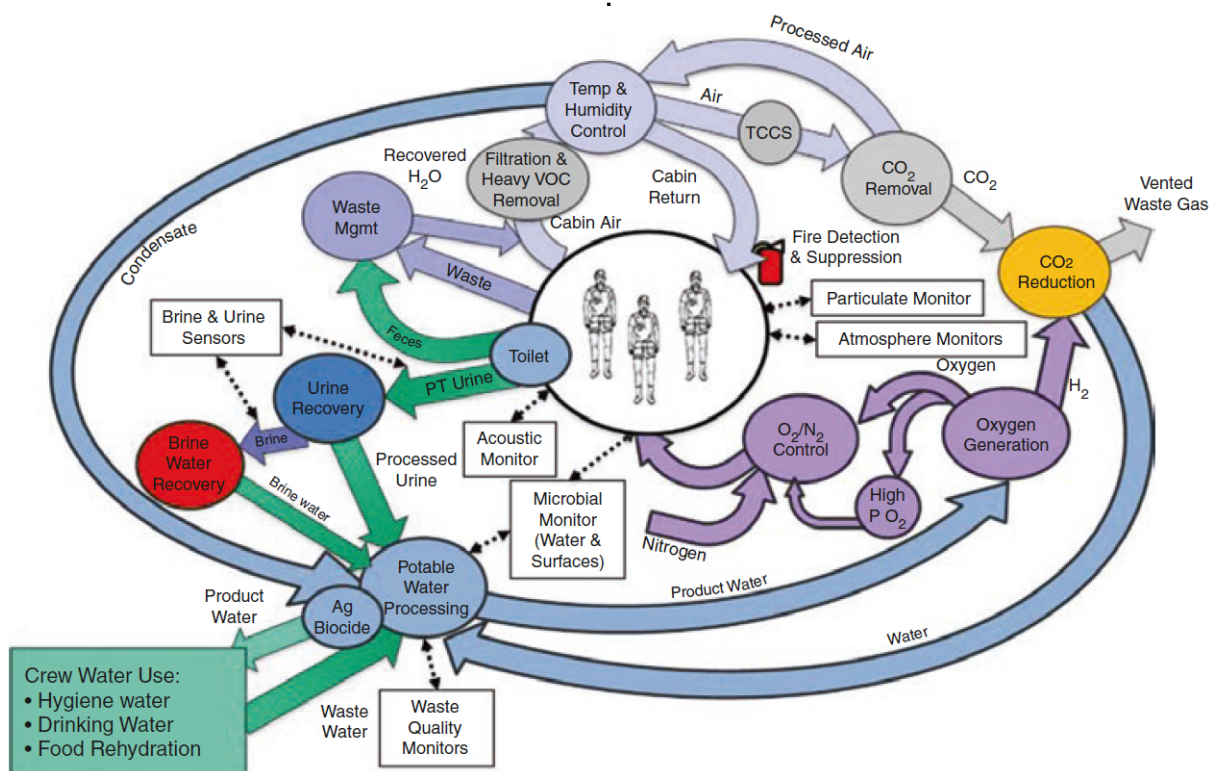 Processed Air
Temp &
Humidity
Control
Air
TCCS
CO2
Removal
CO2
Vented
Waste Gas
CO2
Reduction
Recovered
H2O
Filtration &
Heavy VOC
Removal
Cabin
Return
Waste
Mgmt
Cabin Air
Fire Detection
& Suppression
Condensate
Waste
Particulate Monitor
Atmosphere Monitors
Brine & Urine
Sensors
Feces
Toilet
Oxygen
H2
PT Urine
Urine
Recovery
O2/N2
Control
Oxygen
Generation
Brine
Brine
Water
Recovery
Acoustic
Monitor
Processed
Urine
High
P O2
Brine water
Microbial
Monitor
(Water &
Surfaces)
Nitrogen
Potable
Water
Processing
Product Water
Product
Water
Ag
Biocide
Water
Crew Water Use:
• Hygiene water
• Drinking Water
• Food Rehydration
Waste
Water
Waste
Quality
Monitors